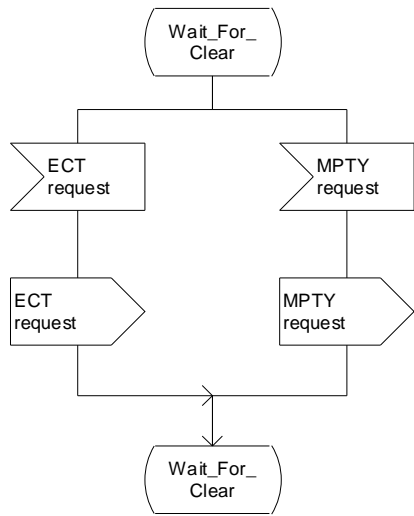 Wait_For_
Clear
ECT
request
MPTY
request
ECT
request
MPTY
request
Wait_For_
Clear